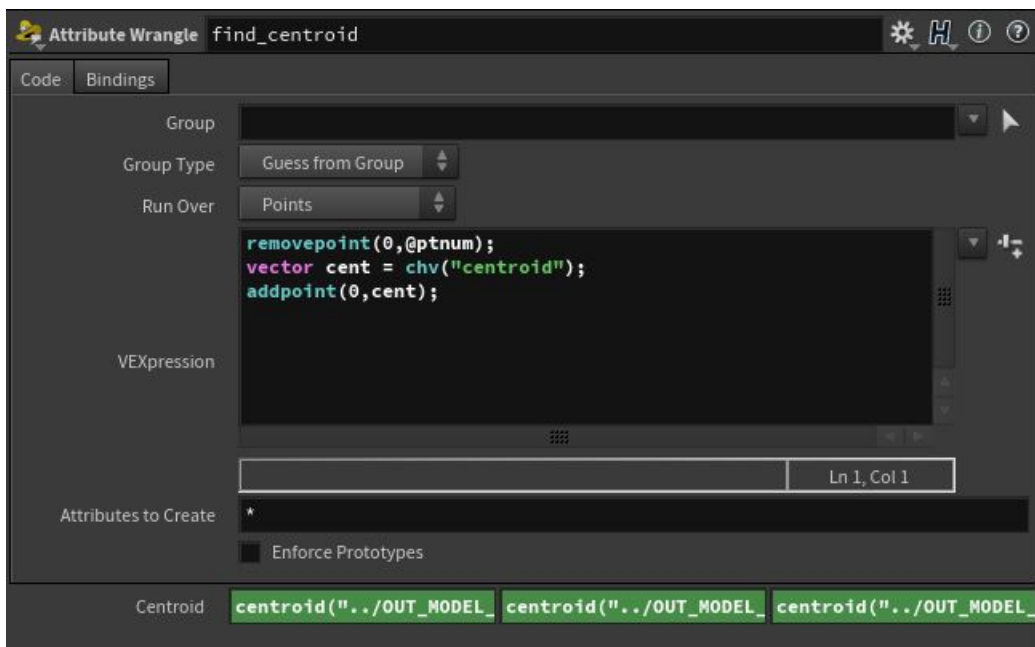 Attribute Wrangle find_centroid
Code Bindings
Group
Group Type Guess from Group
Run Over Points
removepoint(0,@ptnum);
vector cent = chv("centroid");
addpoint(0,cent);
VEXpression
Ln 1, Col 1
Attributes to Create *
Enforce Prototypes
Centroid centroid("../OUT_MODEL_ centroid("../OUT_MODEL_ centroid("../OUT_MODEL_